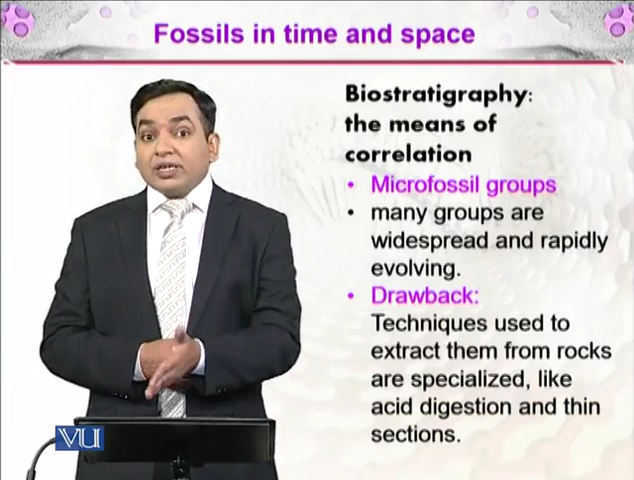 Fossils in time and space
Biostratigraphy:
the means of
correlation
• Microfossil groups
• many groups are
widespread and rapidly
evolving.
• Drawback:
Techniques used to
extract them from rocks
are specialized, like
acid digestion and thin
sections.
VU